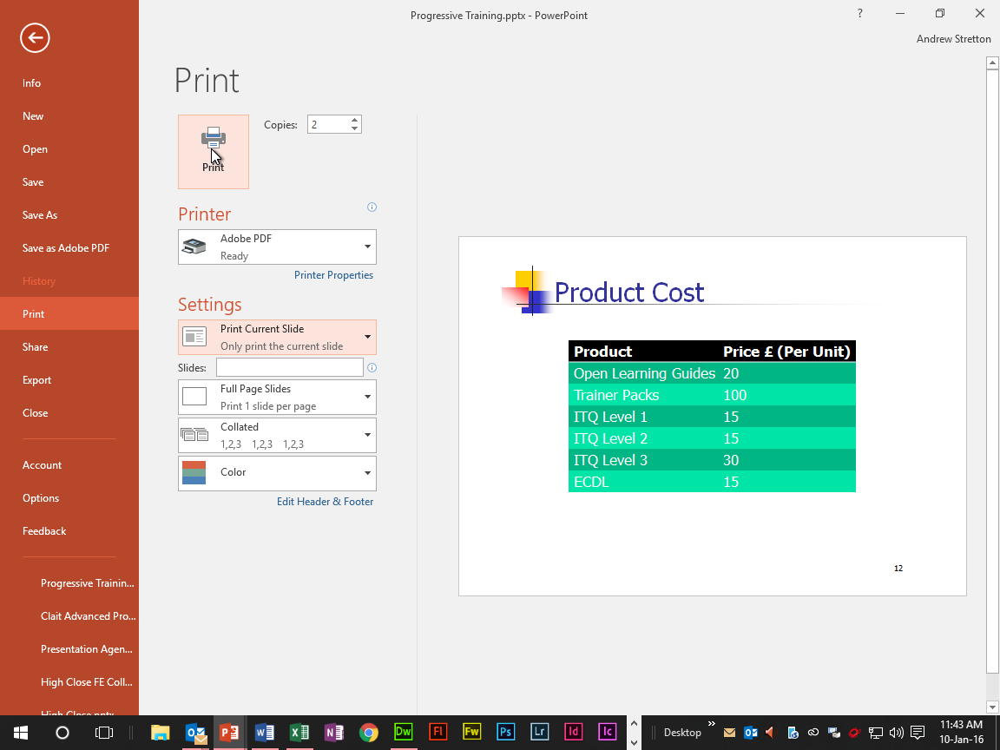 Progressive Training.pptx - PowerPoint
?
Andrew Stretton
Info
New
Open
Save
Save As
Save as Adobe PDF
History
Print
Share
Export
Close
Account
Options
Feedback
Progressive Trainin...
Clait Advanced Pro...
Presentation Agen...
High Close FE Coll...
High Close.pptx
Print
Print
Copies: 2
Printer
Adobe PDF
Ready
Printer Properties
Settings
Print Current Slide
Only print the current slide
Slides:
Full Page Slides
Print 1 slide per page
Collated
1,2,3 1,2,3 1,2,3
Color
Edit Header & Footer
Product Cost
Product Price £ (Per Unit)
Open Learning Guides 20
Trainer Packs 100
ITQ Level 1 15
ITQ Level 2 15
ITQ Level 3 30
ECDL 15
12
Dw Fl Fw Ps Lr Id Ic
Desktop
11:43 AM
10-Jan-16